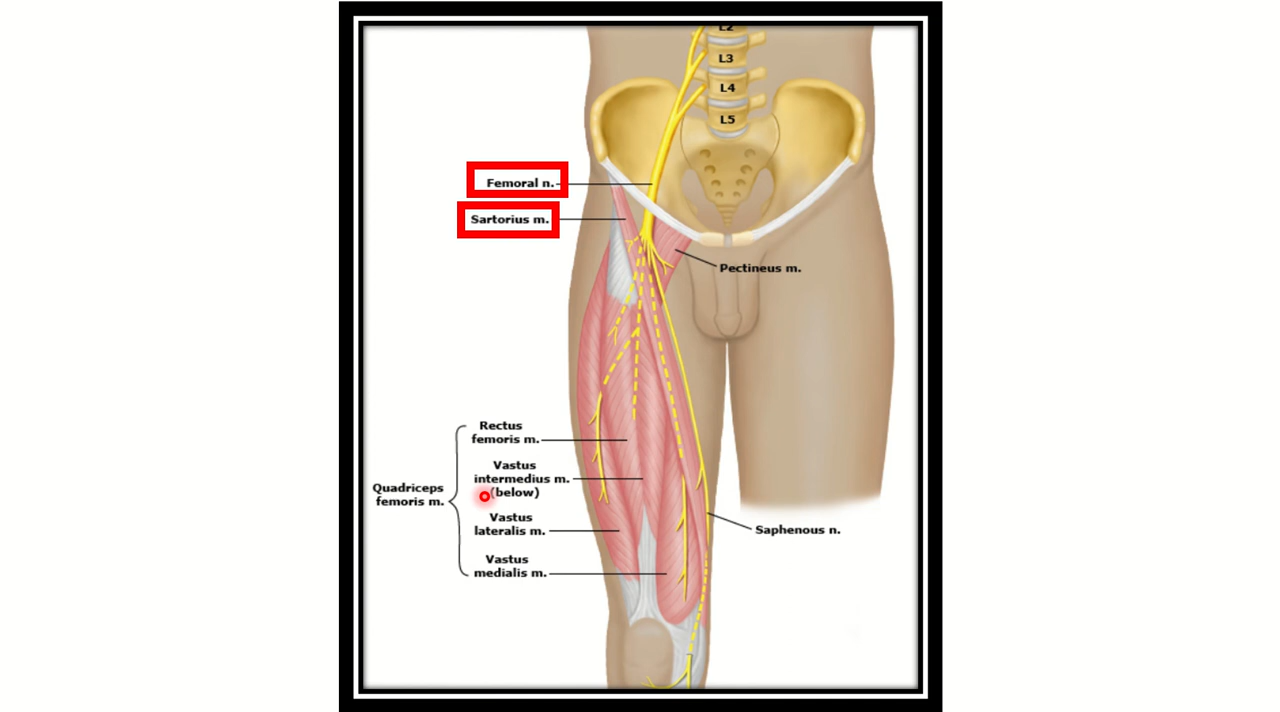 L2
L3
L4
L5
Femoral n.
Sartorius m.
Pectineus m.
Rectus
femoris m.
Vastus
intermedius m.
(below)
Quadriceps
femoris m.
Vastus
lateralis m.
Saphenous n.
Vastus
medialis m.